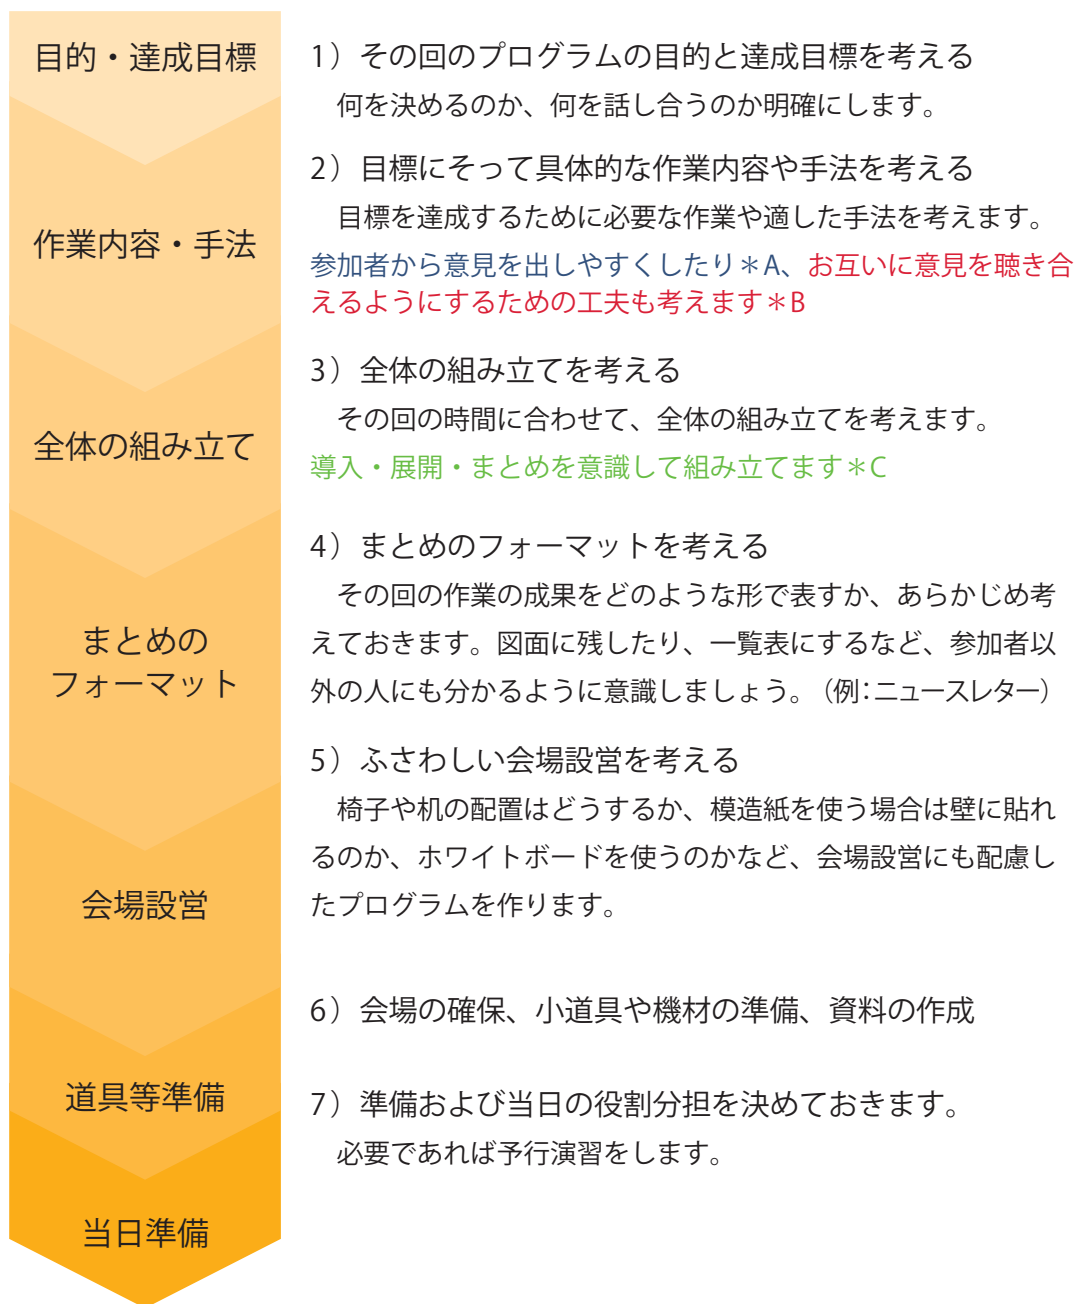 目的・達成目標
1）その回のプログラムの目的と達成目標を考える
何を決めるのか、何を話し合うのか明確にします。
作業内容・手法
2）目標にそって具体的な作業内容や手法を考える
目標を達成するために必要な作業や適した手法を考えます。
参加者から意見を出しやすくしたり＊A、お互いに意見を聴き合
えるようにするための工夫も考えます＊B
全体の組み立て
3）全体の組み立てを考える
その回の時間に合わせて、全体の組み立てを考えます。
導入・展開・まとめを意識して組み立てます＊C
まとめの
フォーマット
4）まとめのフォーマットを考える
その回の作業の成果をどのような形で表すか、あらかじめ考
えておきます。図面に残したり、一覧表にするなど、参加者以
外の人にも分かるように意識しましょう。（例：ニュースレター）
会場設営
5）ふさわしい会場設営を考える
椅子や机の配置はどうするか、模造紙を使う場合は壁に貼れ
るのか、ホワイトボードを使うのかなど、会場設営にも配慮し
たプログラムを作ります。
道具等準備
6）会場の確保、小道具や機材の準備、資料の作成
当日準備
7）準備および当日の役割分担を決めておきます。
必要であれば予行演習をします。